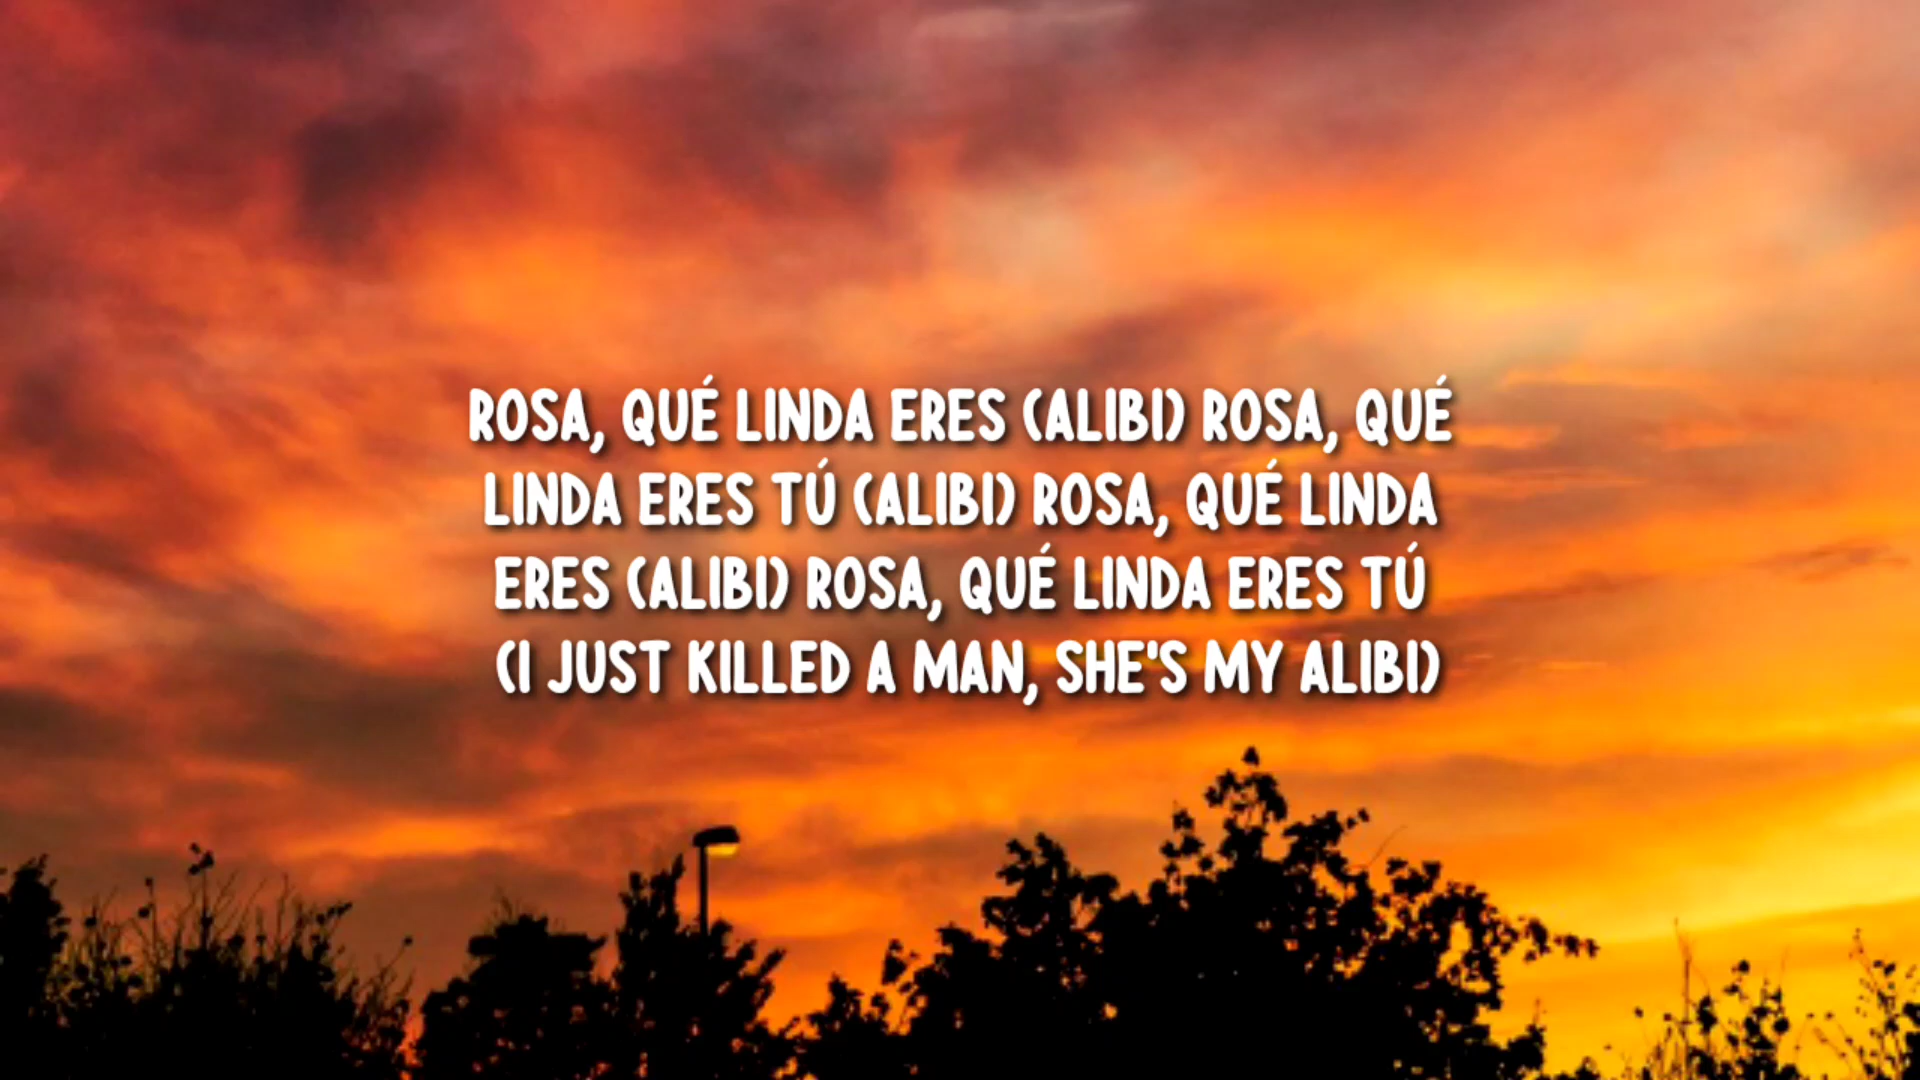 ROSA, QUÉ LINDA ERES (ALIBI) ROSA, QUÉ
LINDA ERES TÚ (ALIBI) ROSA, QUÉ LINDA
ERES (ALIBI) ROSA, QUÉ LINDA ERES TÚ
(I JUST KILLED A MAN, SHE'S MY ALIBI)